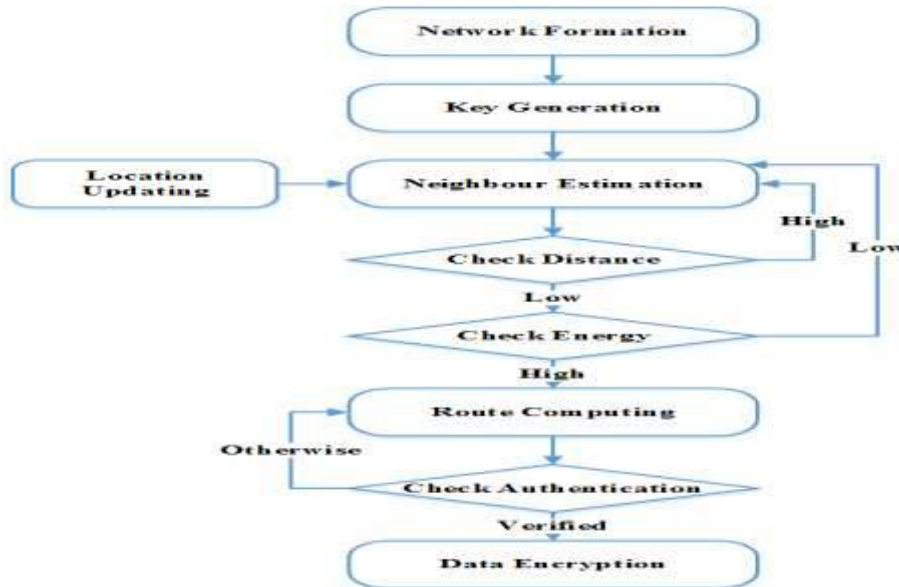 Network Formation
Key Generation
Location
Updating
Neighbour Estimation
High
Low
Check Distance
Low
Check Energy
High
Route Computing
Otherwise
Check Authentication
Verified
Data Encryption